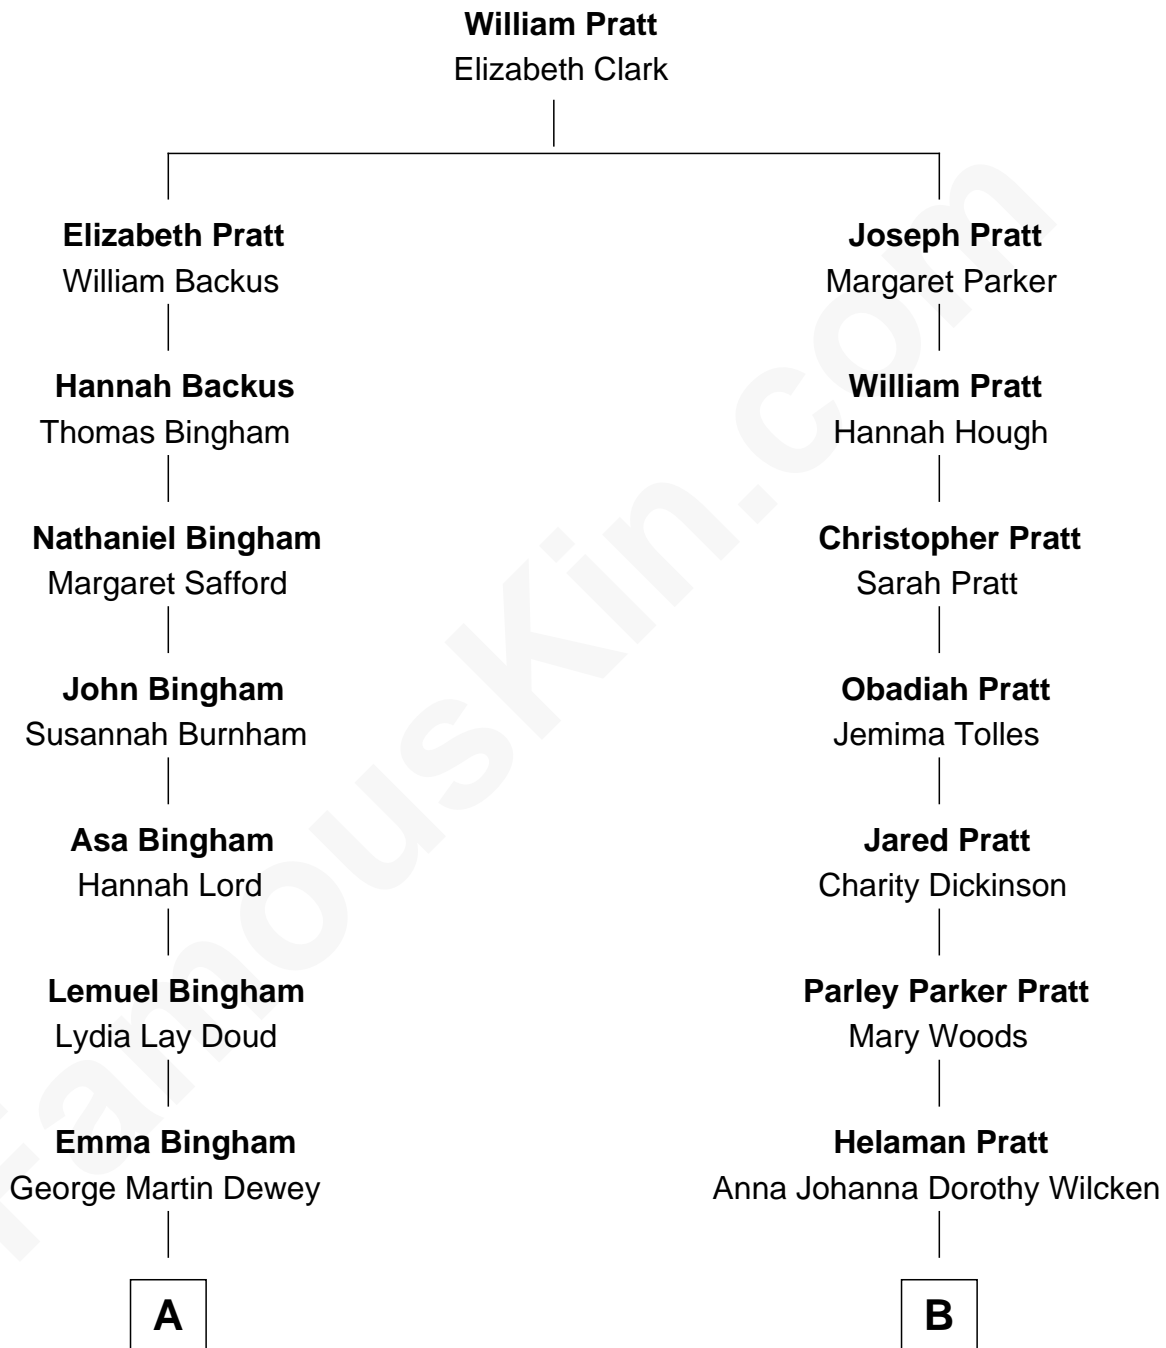 William Pratt
Elizabeth Clark
Elizabeth Pratt
William Backus
Joseph Pratt
Margaret Parker
Hannah Backus
Thomas Bingham
William Pratt
Hannah Hough
Nathaniel Bingham
Margaret Safford
Christopher Pratt
Sarah Pratt
John Bingham
Susannah Burnham
Obadiah Pratt
Jemima Tolles
Asa Bingham
Hannah Lord
Jared Pratt
Charity Dickinson
Lemuel Bingham
Lydia Lay Doud
Parley Parker Pratt
Mary Woods
Emma Bingham
George Martin Dewey
Helaman Pratt
Anna Johanna Dorothy Wilcken
A
B
FamousKin.com